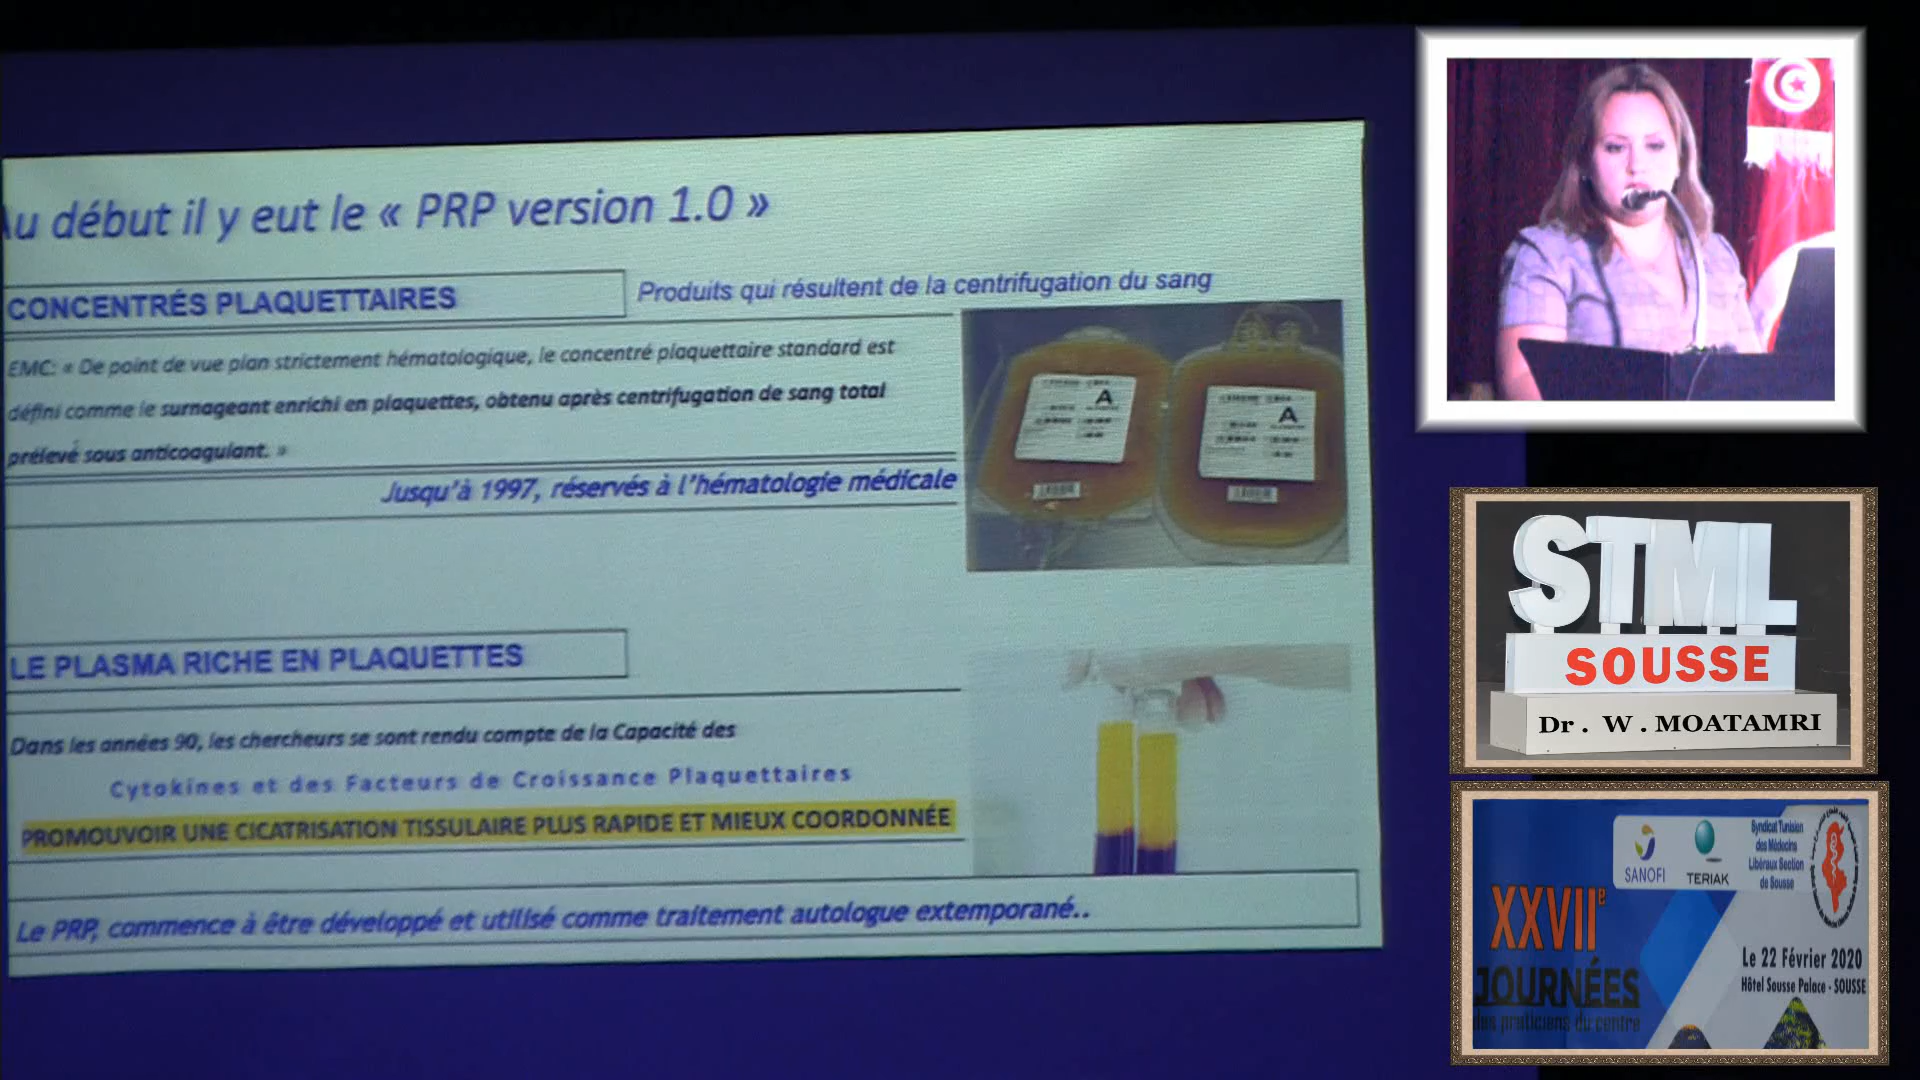 Au début il y eut le « PRP version 1.0 »
CONCENTRÉS PLAQUETTAIRES
Produits qui résultent de la centrifugation du sang
EMC: « De point de vue plan strictement hématologique, le concentré plaquettaire standard est
défini comme le surnageant enrichi en plaquettes, obtenu après centrifugation de sang total
prélevé sous anticoagulant. »
Jusqu'à 1997, réservés à l'hématologie médicale
A
A
LE PLASMA RICHE EN PLAQUETTES
Dans les années 90, les chercheurs se sont rendu compte de la Capacité des
Cytokines et des Facteurs de Croissance Plaquettaires
PROMOUVOIR UNE CICATRISATION TISSULAIRE PLUS RAPIDE ET MIEUX COORDONNÉE
Le PRP, commence à être développé et utilisé comme traitement autologue extemporané..
STML
SOUSSE
Dr. W. MOATAMRI
SANOFI
TERIAK
Syndicat Tunisien
des Médecins
Libéraux Section
de Sousse
XXVIIe
JOURNÉES
des praticiens du centre
Le 22 Février 2020
Hôtel Sousse Palace - SOUSSE